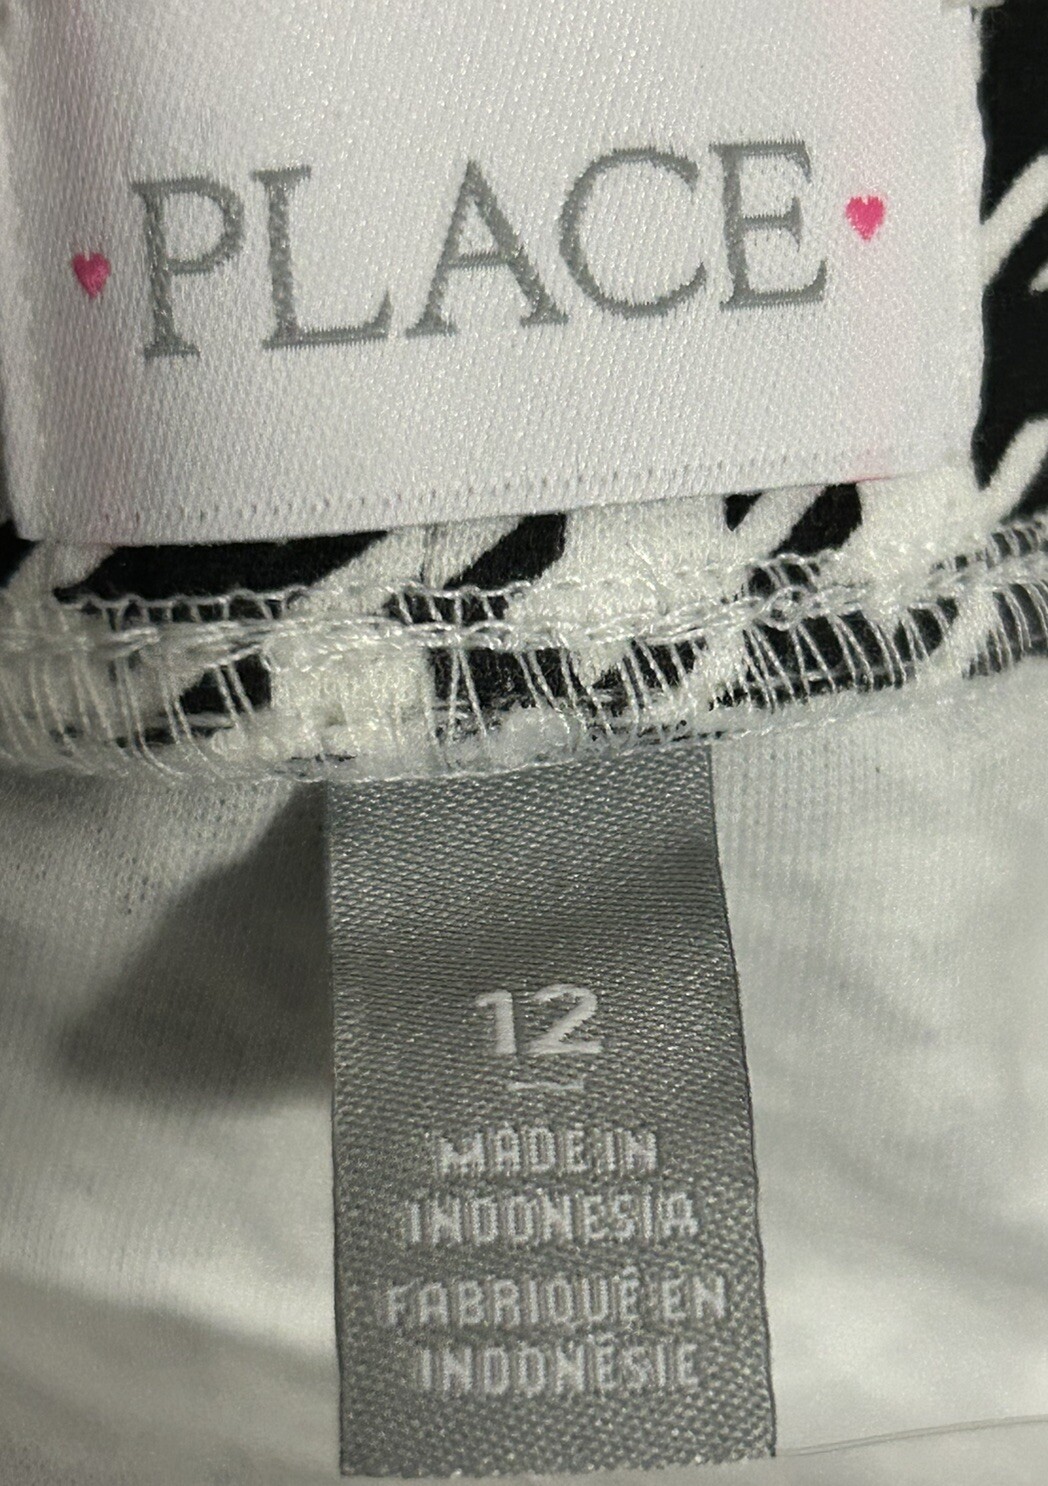 PLACE
12
MADE IN
INDONESIA
FABRIQUÉ EN
INDONÉSIE